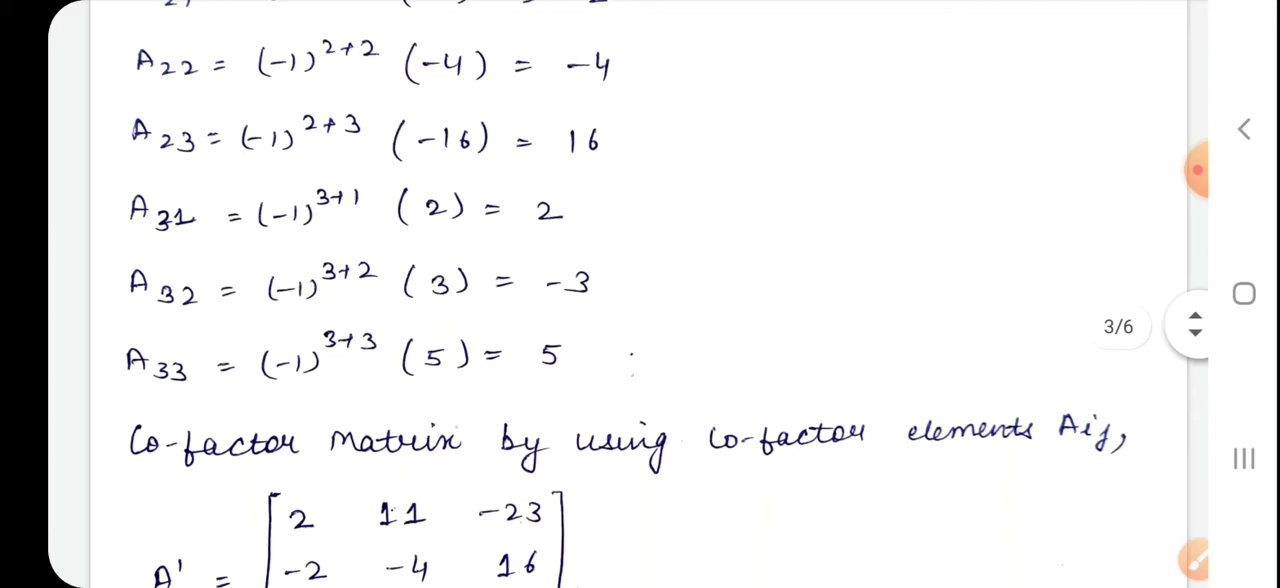 A22 = (-1)^2+2 (-4) = -4
A23 = (-1)^2+3 (-16) = 16
A31 = (-1)^3+1 (2) = 2
A32 = (-1)^3+2 (3) = -3
3/6
A33 = (-1)^3+3 (5) = 5
Co-factor Matrix by using co-factor elements Aij,
2 11 -23
A' = -2 -4 16